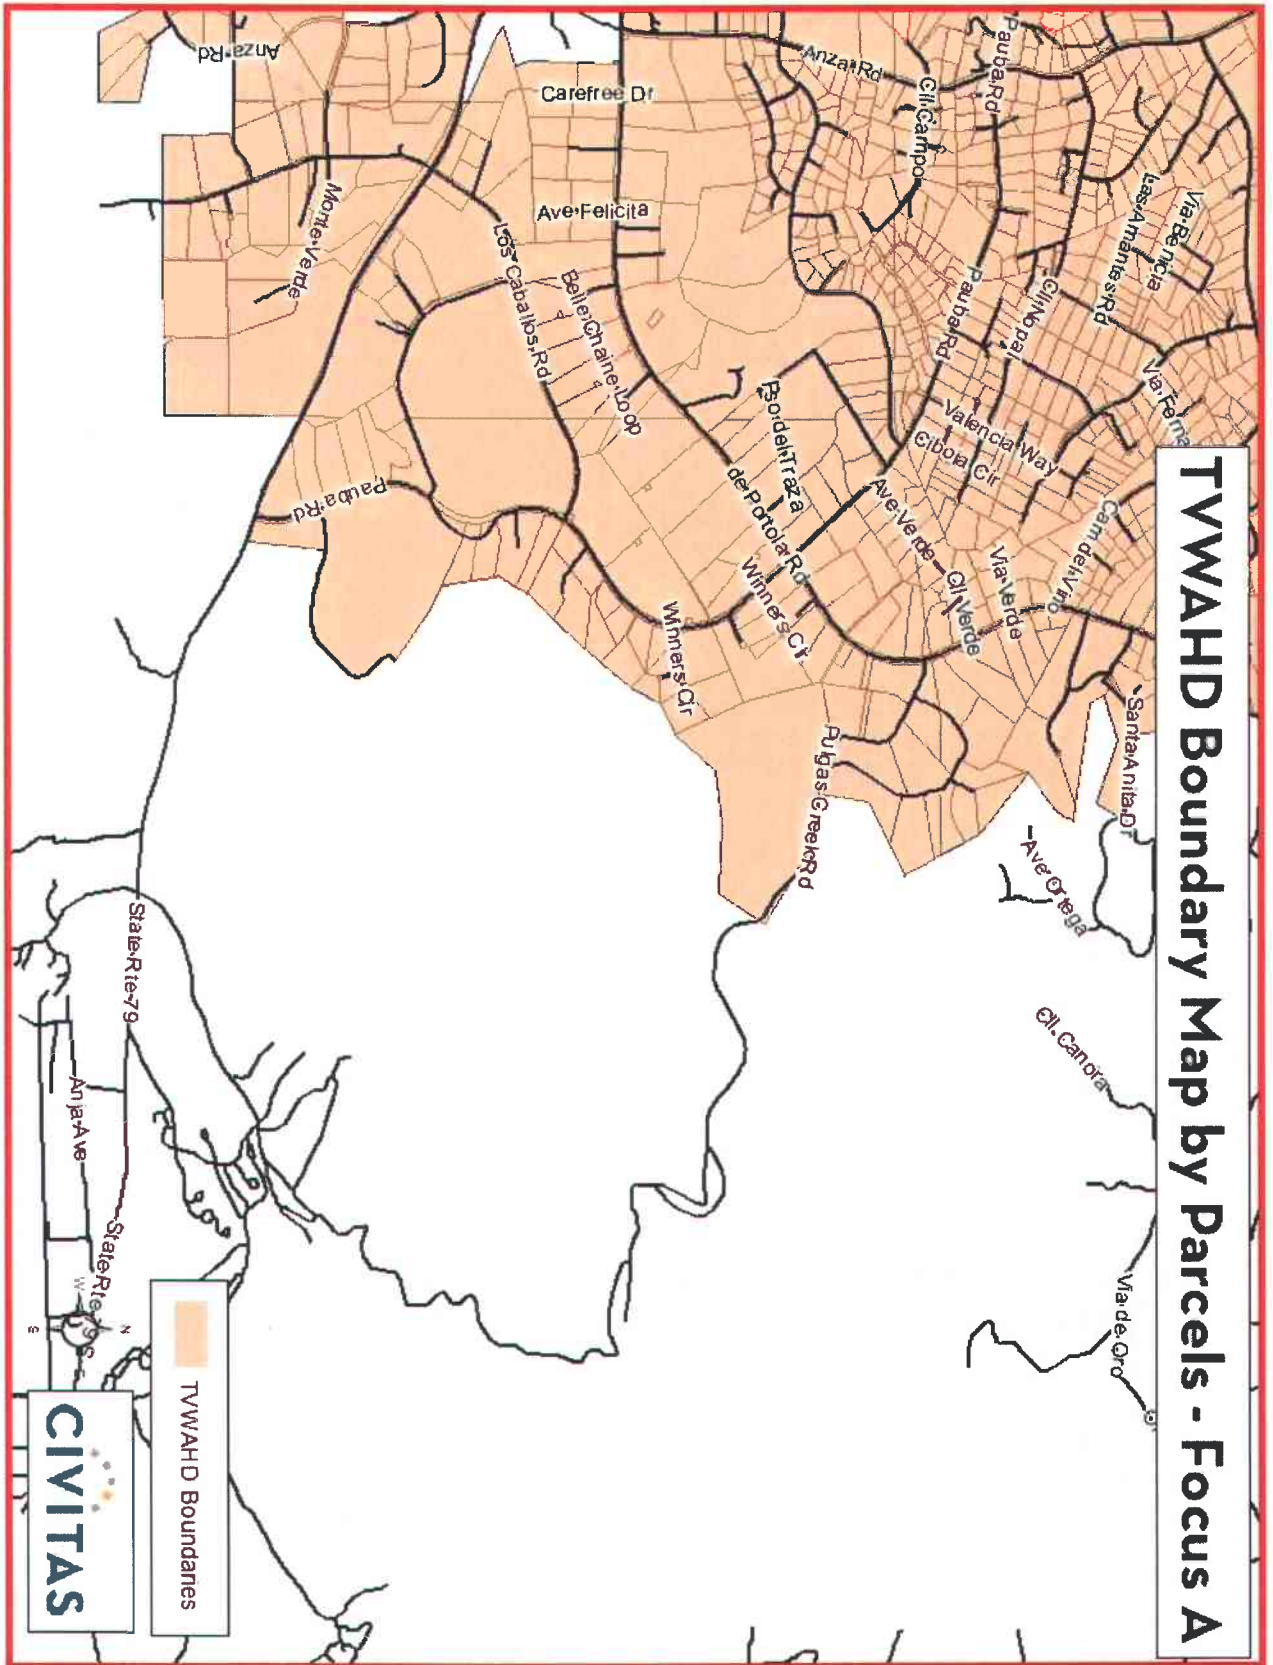 TVWAHD Boundary Map by Parcels - Focus A
Via Benicia
Las Amantes Rd
Pauba Rd
Cll Campo
Anza Rd
Cll Nopal
Pauba Rd
Valencia Way
Cibola Cir
Cam del Vino
Via Verde
Cll Verde
Ave Verde
Santa Anita Dr
Ave Ortega
Cll Canora
Via de Oro
Carefree Dr
Ave Felicita
Belle Chaine Loop
Los Caballos Rd
Pso del Traza
de Portola Rd
Winners Cir
Winners Cir
Pulgas Creek Rd
Anza Rd
Monte Verde
Pauba Rd
State Rte 79
Anja Ave
State Rte 79 S
N
W
S
TVWAHD Boundaries
CIVITAS